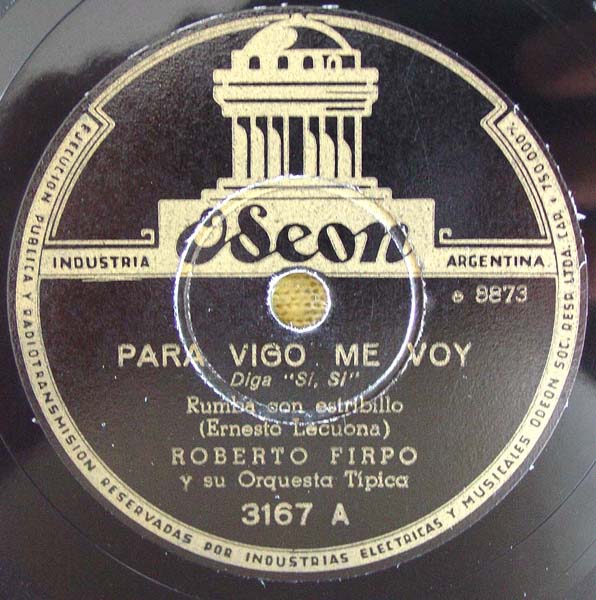 Odeon
INDUSTRIA ARGENTINA
e 8873
PARA VIGO ME VOY
Diga "Si, Si"
Rumba con estribillo
(Ernesto Lecuona)
ROBERTO FIRPO
y su Orquesta Típica
3167 A
EJECUCION PUBLICA Y RADIOTRANSMISION RESERVADAS POR INDUSTRIAS ELECTRICAS Y MUSICALES ODEON SOC. RESP. LTDA. CAP. $ 750.000 %